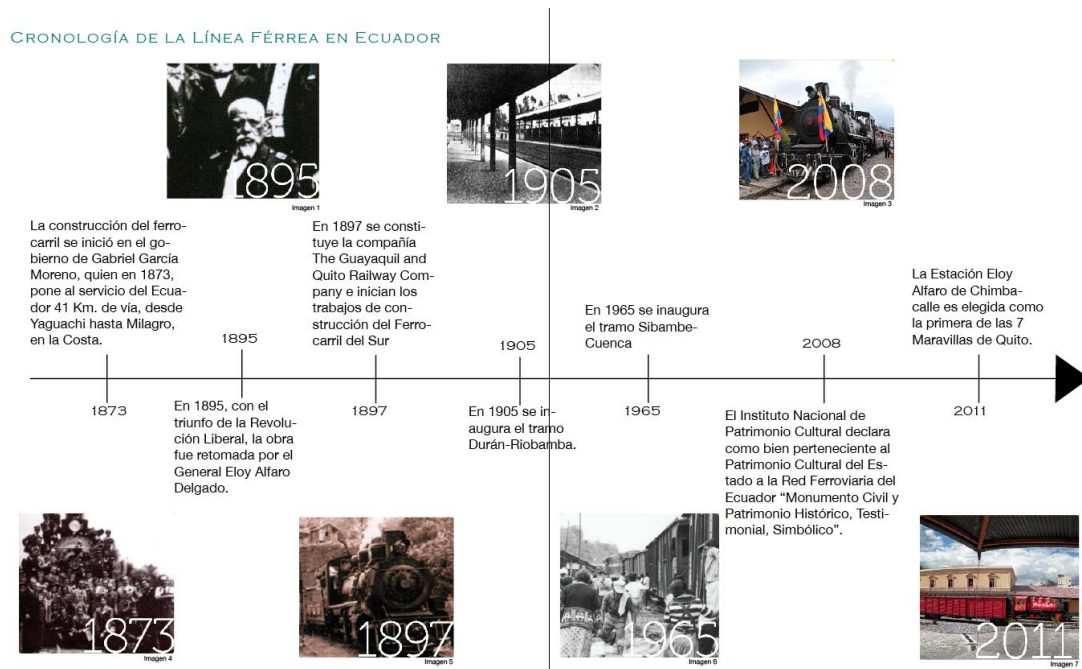 CRONOLOGÍA DE LA LÍNEA FÉRREA EN ECUADOR
1895
Imagen 1
1905
Imagen 2
2008
Imagen 3
La construcción del ferro-
carril se inició en el go-
bierno de Gabriel García
Moreno, quien en 1873,
pone al servicio del Ecua-
dor 41 Km. de vía, desde
Yaguachi hasta Milagro,
en la Costa.
1873
1895
En 1895, con el
triunfo de la Revolu-
ción Liberal, la obra
fue retomada por el
General Eloy Alfaro
Delgado.
En 1897 se consti-
tuye la compañía
The Guayaquil and
Quito Railway Com-
pany e inician los
trabajos de con-
strucción del Ferro-
carril del Sur
1897
1905
En 1905 se in-
augura el tramo
Durán-Riobamba.
En 1965 se inaugura
el tramo Sibambe-
Cuenca
1965
2008
El Instituto Nacional de
Patrimonio Cultural declara
como bien perteneciente al
Patrimonio Cultural del Es-
tado a la Red Ferroviaria del
Ecuador “Monumento Civil y
Patrimonio Histórico, Testi-
monial, Simbólico”.
La Estación Eloy
Alfaro de Chimba-
calle es elegida como
la primera de las 7
Maravillas de Quito.
2011
1873
Imagen 4
1897
Imagen 5
1965
Imagen 6
2011
Imagen 7